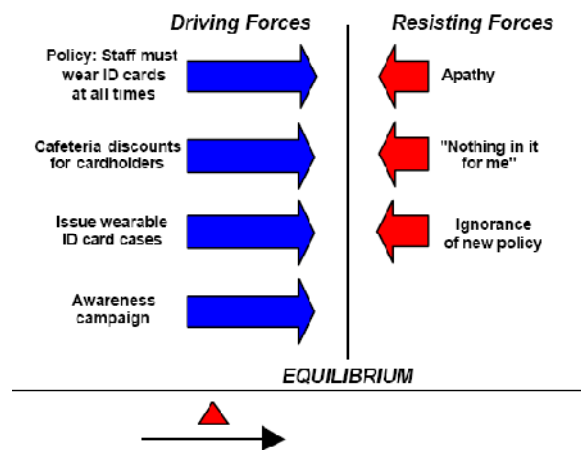 Driving Forces
Resisting Forces
Policy: Staff must
wear ID cards
at all times
Apathy
Cafeteria discounts
for cardholders
"Nothing in it
for me"
Issue wearable
ID card cases
Ignorance
of new policy
Awareness
campaign
EQUILIBRIUM